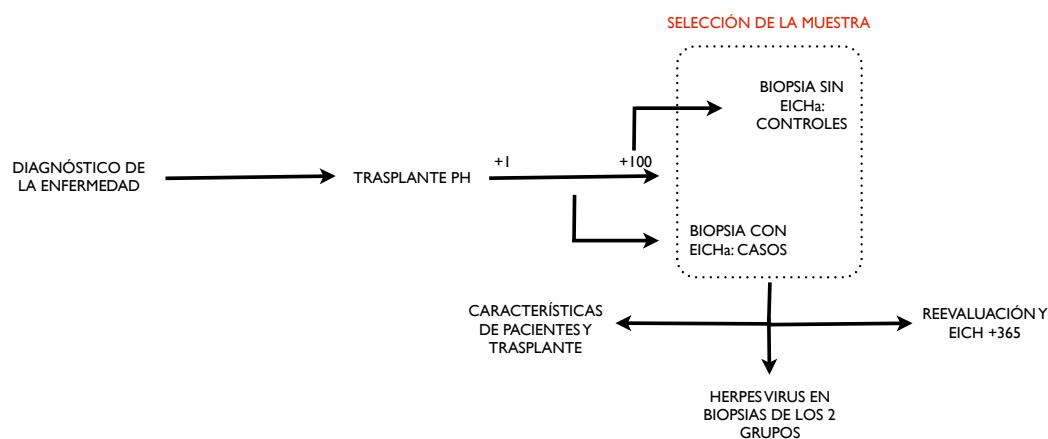 SELECCIÓN DE LA MUESTRA
BIOPSIA SIN
EICHa:
CONTROLES
DIAGNÓSTICO DE
LA ENFERMEDAD
TRASPLANTE PH
+1
+100
BIOPSIA CON
EICHa: CASOS
CARACTERÍSTICAS
DE PACIENTES Y
TRASPLANTE
REEVALUACIÓN Y
EICH +365
HERPES VIRUS EN
BIOPSIAS DE LOS 2
GRUPOS